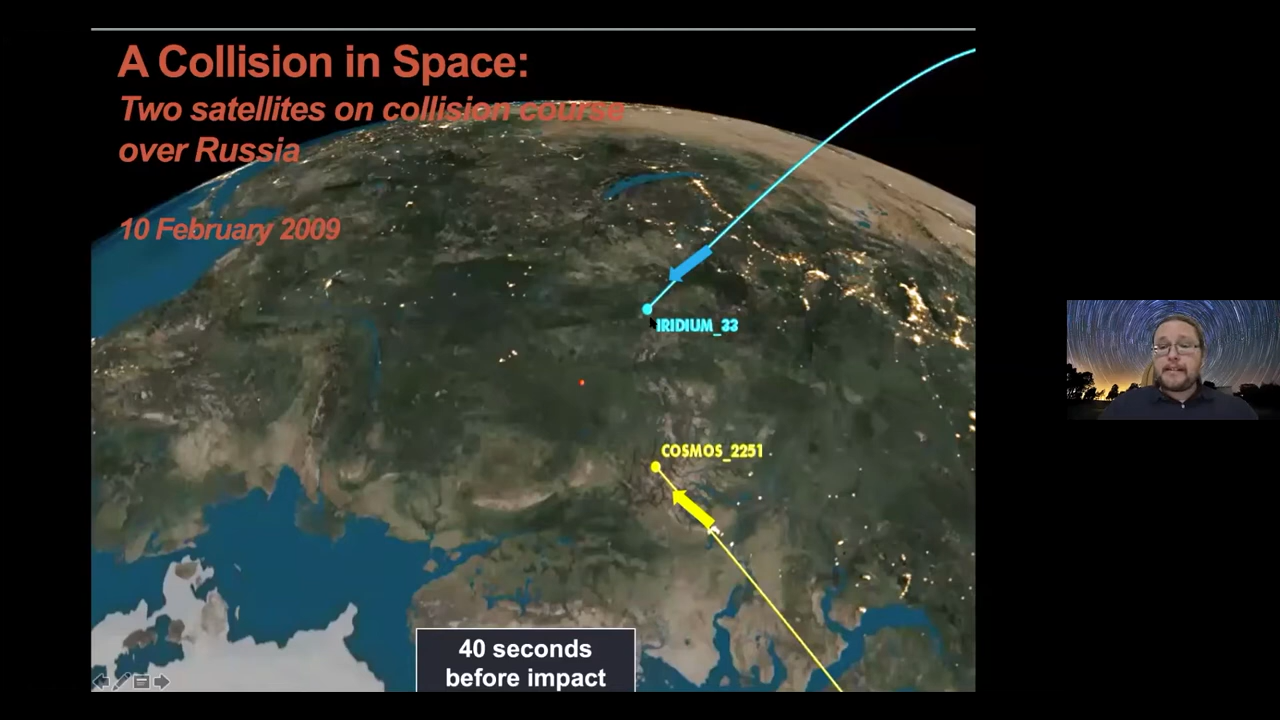 A Collision in Space:
Two satellites on collision course
over Russia
10 February 2009
IRIDIUM_33
COSMOS_2251
40 seconds
before impact